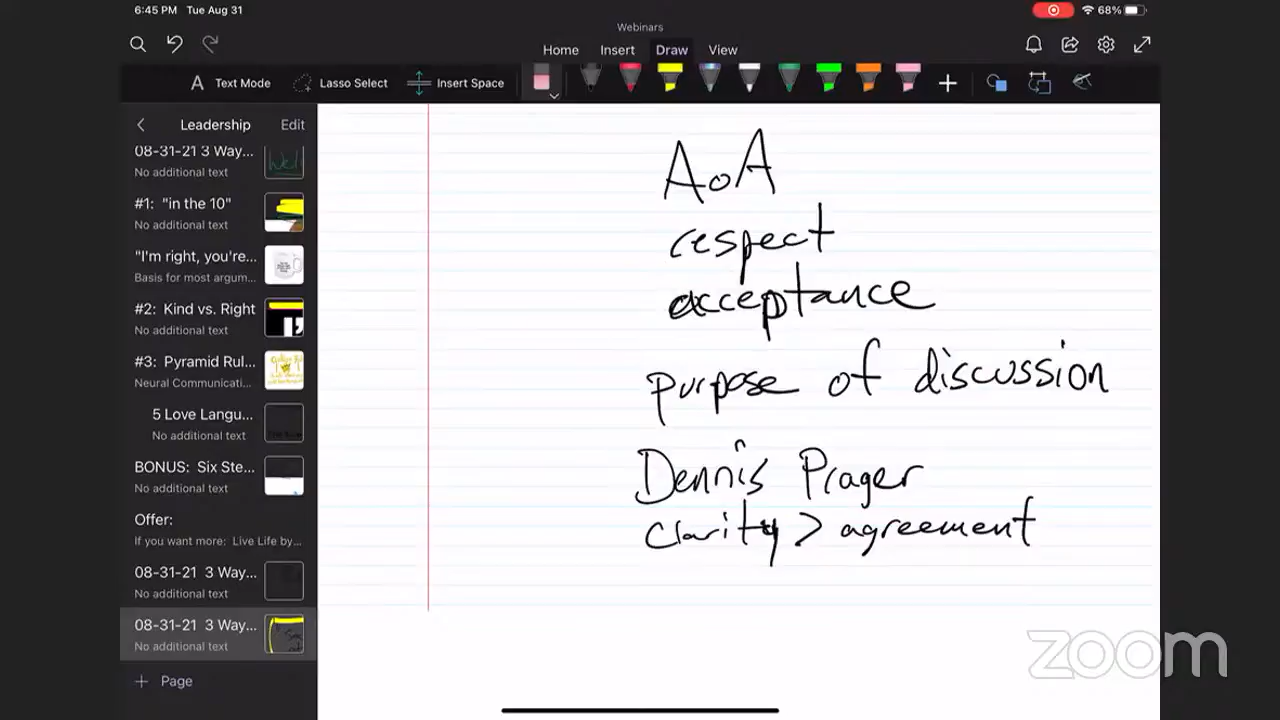 6:45 PM Tue Aug 31
68%
Webinars
Home Insert Draw View
Text Mode Lasso Select Insert Space
Leadership Edit
08-31-21 3 Way...
No additional text
#1: "in the 10"
No additional text
"I'm right, you're...
Basis for most argum...
#2: Kind vs. Right
No additional text
#3: Pyramid Rul...
Neural Communicati...
5 Love Langu...
No additional text
BONUS: Six Ste...
No additional text
Offer:
If you want more: Live Life by...
08-31-21 3 Way...
No additional text
08-31-21 3 Way...
No additional text
Page
AoA
respect
acceptance
purpose of discussion
Dennis Prager
clarity > agreement
zoom